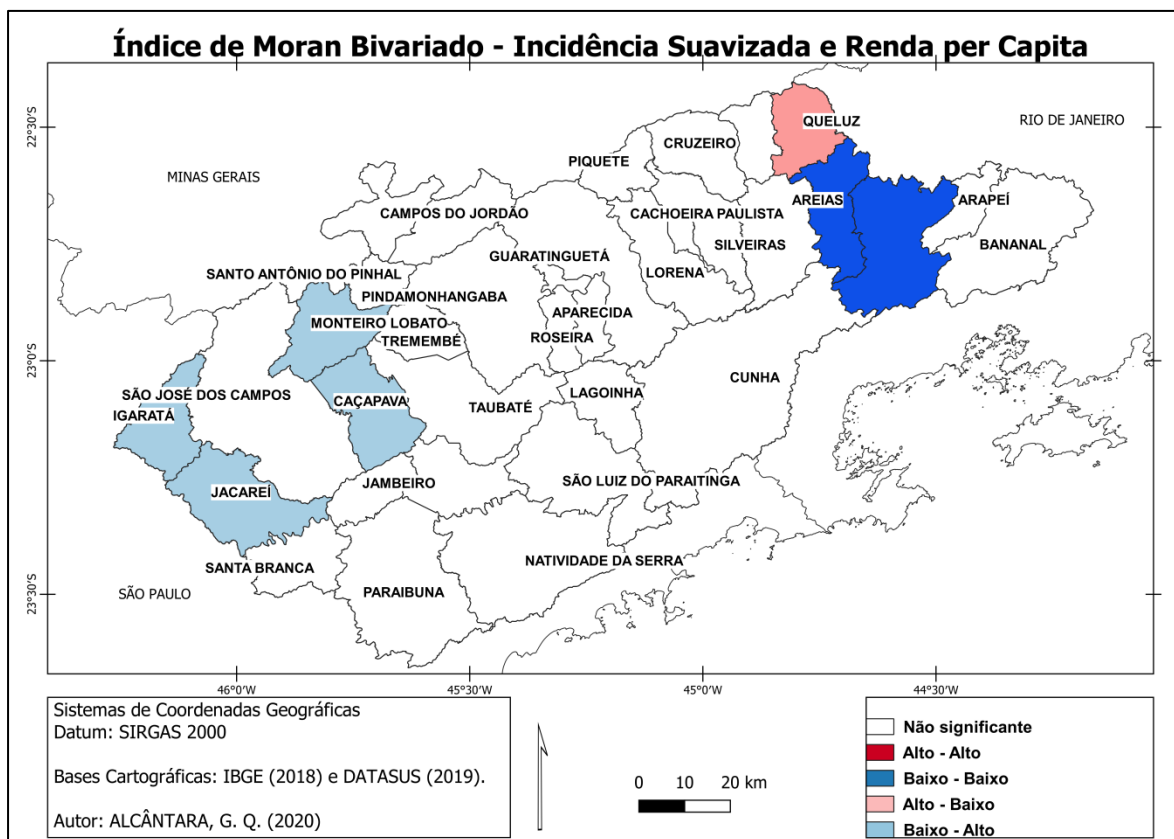 Índice de Moran Bivariado - Incidência Suavizada e Renda per Capita
22°30'S
23°0'S
23°30'S
RIO DE JANEIRO
MINAS GERAIS
SÃO PAULO
QUELUZ
CRUZEIRO
PIQUETE
AREIAS
ARAPEÍ
CAMPOS DO JORDÃO
CACHOEIRA PAULISTA
SILVEIRAS
BANANAL
GUARATINGUETÁ
LORENA
SANTO ANTÔNIO DO PINHAL
PINDAMONHANGABA
APARECIDA
MONTEIRO LOBATO
TREMEMBÉ
ROSEIRA
CUNHA
SÃO JOSÉ DOS CAMPOS
LAGOINHA
CAÇAPAVA
TAUBATÉ
IGARATÁ
JACAREÍ
JAMBEIRO
SÃO LUIZ DO PARAITINGA
SANTA BRANCA
NATIVIDADE DA SERRA
PARAIBUNA
46°0'W
45°30'W
45°0'W
44°30'W
Sistemas de Coordenadas Geográficas
Datum: SIRGAS 2000
Bases Cartográficas: IBGE (2018) e DATASUS (2019).
Autor: ALCÂNTARA, G. Q. (2020)
0 10 20 km
Não significante
Alto - Alto
Baixo - Baixo
Alto - Baixo
Baixo - Alto